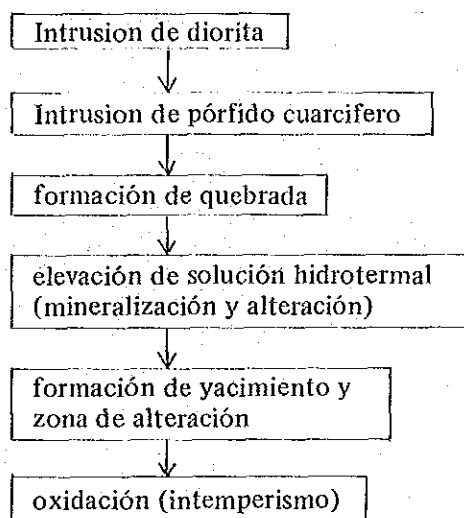 Intrusion de diorita
Intrusion de pórfido cuarcifero
formación de quebrada
elevación de solución hidrotermal
(mineralización y alteración)
formación de yacimiento y
zona de alteración
oxidación (intemperismo)